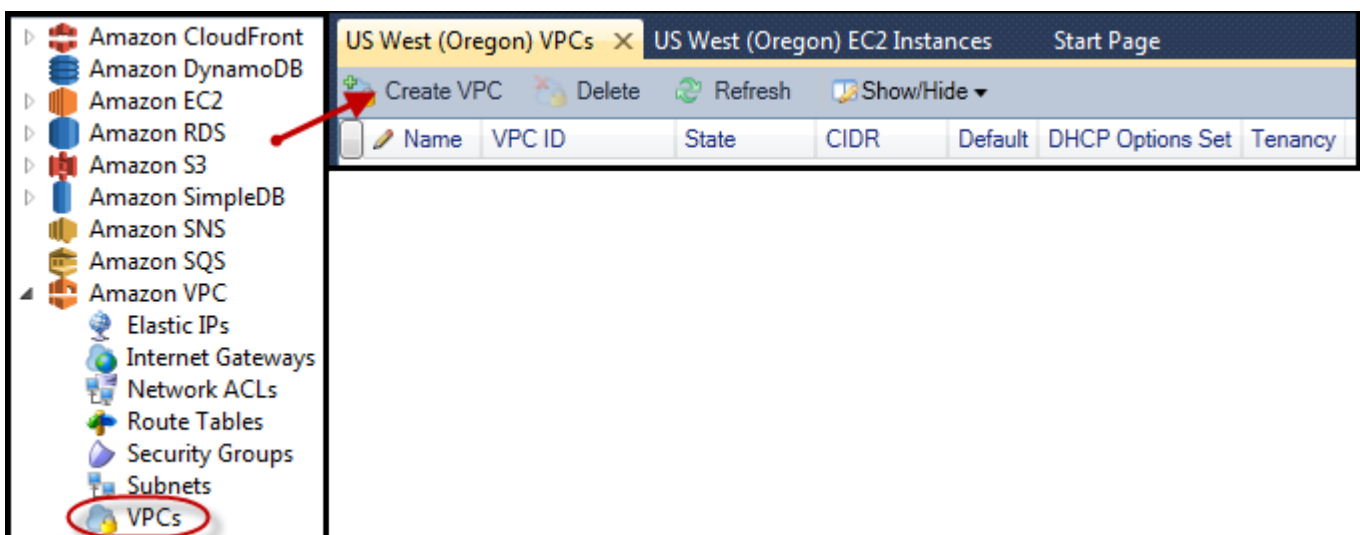 Amazon CloudFront
Amazon DynamoDB
Amazon EC2
Amazon RDS
Amazon S3
Amazon SimpleDB
Amazon SNS
Amazon SQS
Amazon VPC
Elastic IPs
Internet Gateways
Network ACLs
Route Tables
Security Groups
Subnets
VPCs
US West (Oregon) VPCs US West (Oregon) EC2 Instances Start Page
Create VPC Delete Refresh Show/Hide
Name VPC ID State CIDR Default DHCP Options Set Tenancy